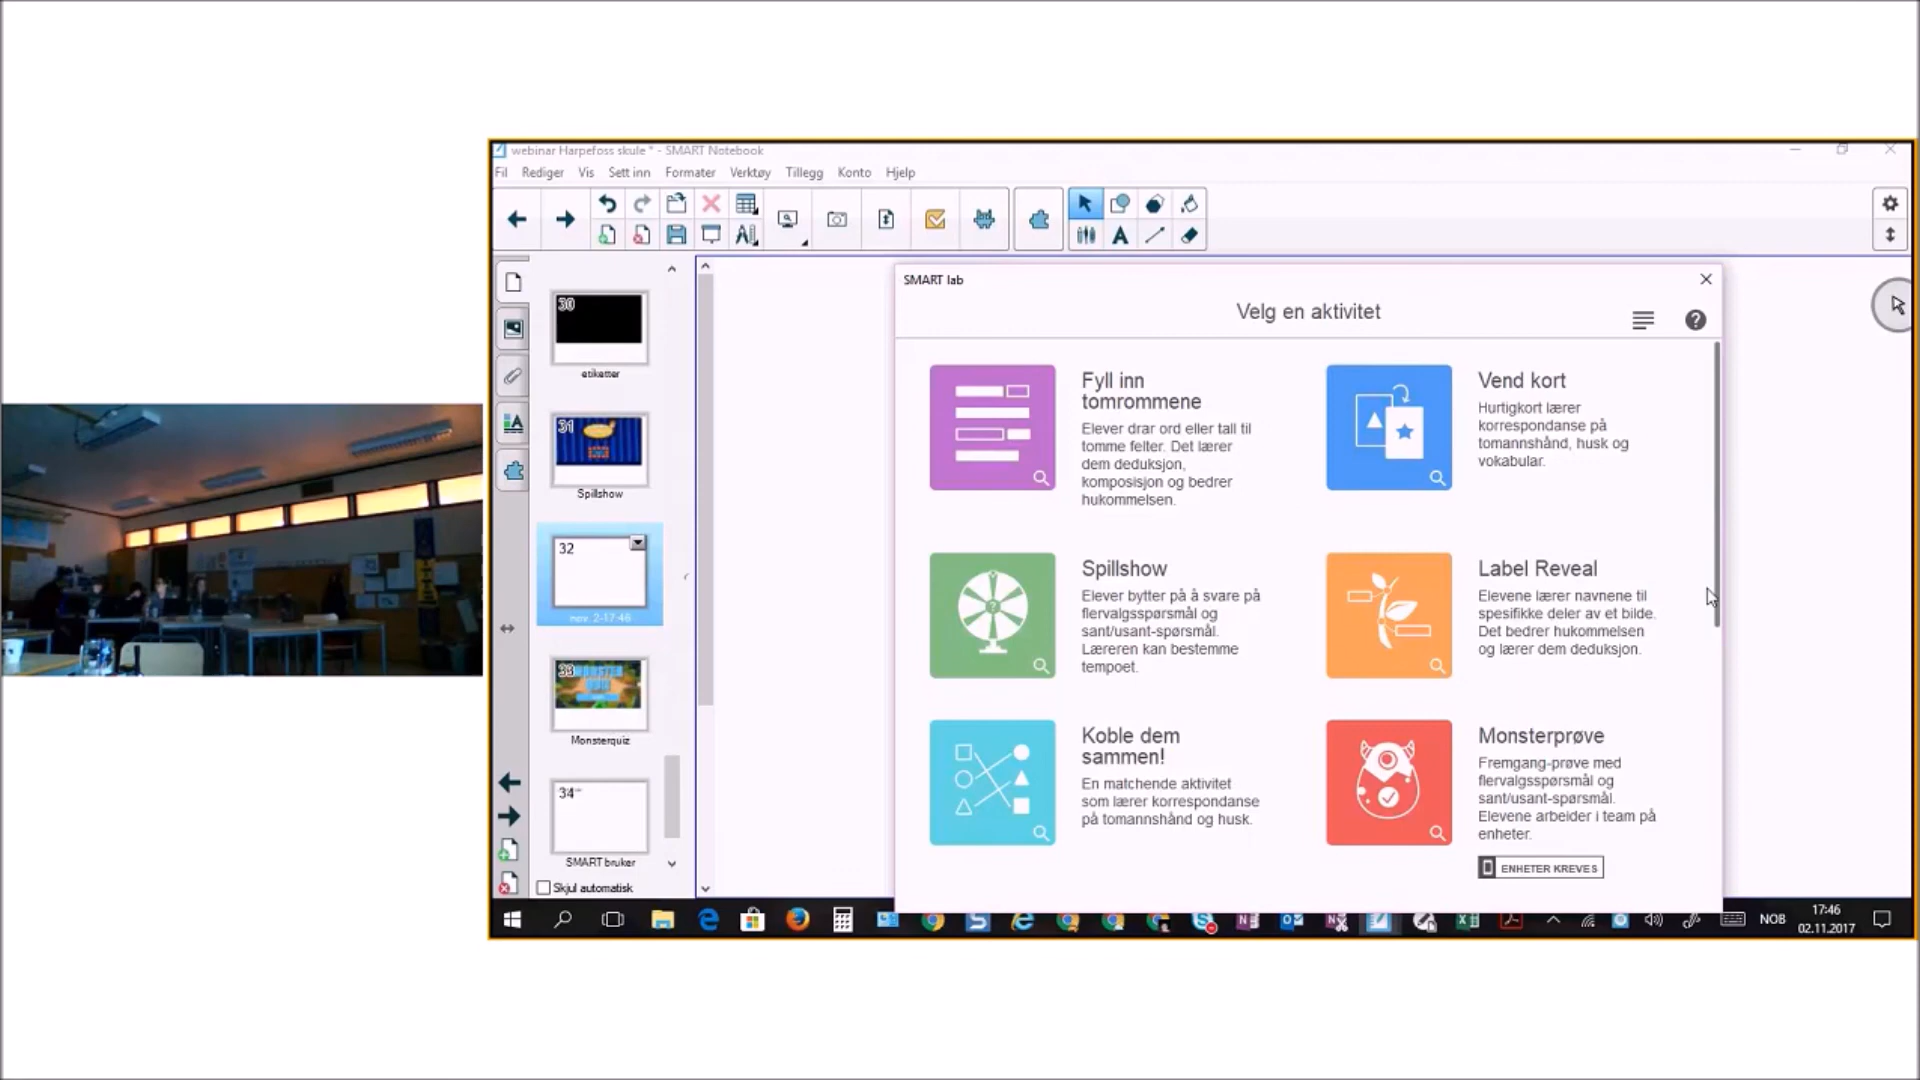 webinar Harpefoss skule * - SMART Notebook
Fil Rediger Vis Sett inn Formater Verktøy Tillegg Konto Hjelp
30
etiketter
31
Spillshow
32
nov. 2-17:46
33
Monsterquiz
34
SMART bruker
Skjul automatisk
SMART lab
Velg en aktivitet
Fyll inn
tomrommene
Elever drar ord eller tall til
tomme felter. Det lærer
dem deduksjon,
komposisjon og bedrer
hukommelsen.
Vend kort
Hurtigkort lærer
korrespondanse på
tomannshånd, husk og
vokabular.
Spillshow
Elever bytter på å svare på
flervalgsspørsmål og
sant/usant-spørsmål.
Læreren kan bestemme
tempoet.
Label Reveal
Elevene lærer navnene til
spesifikke deler av et bilde.
Det bedrer hukommelsen
og lærer dem deduksjon.
Koble dem
sammen!
En matchende aktivitet
som lærer korrespondanse
på tomannshånd og husk.
Monsterprøve
Fremgang-prøve med
flervalgsspørsmål og
sant/usant-spørsmål.
Elevene arbeider i team på
enheter.
ENHETER KREVES
NOB
17:46
02.11.2017